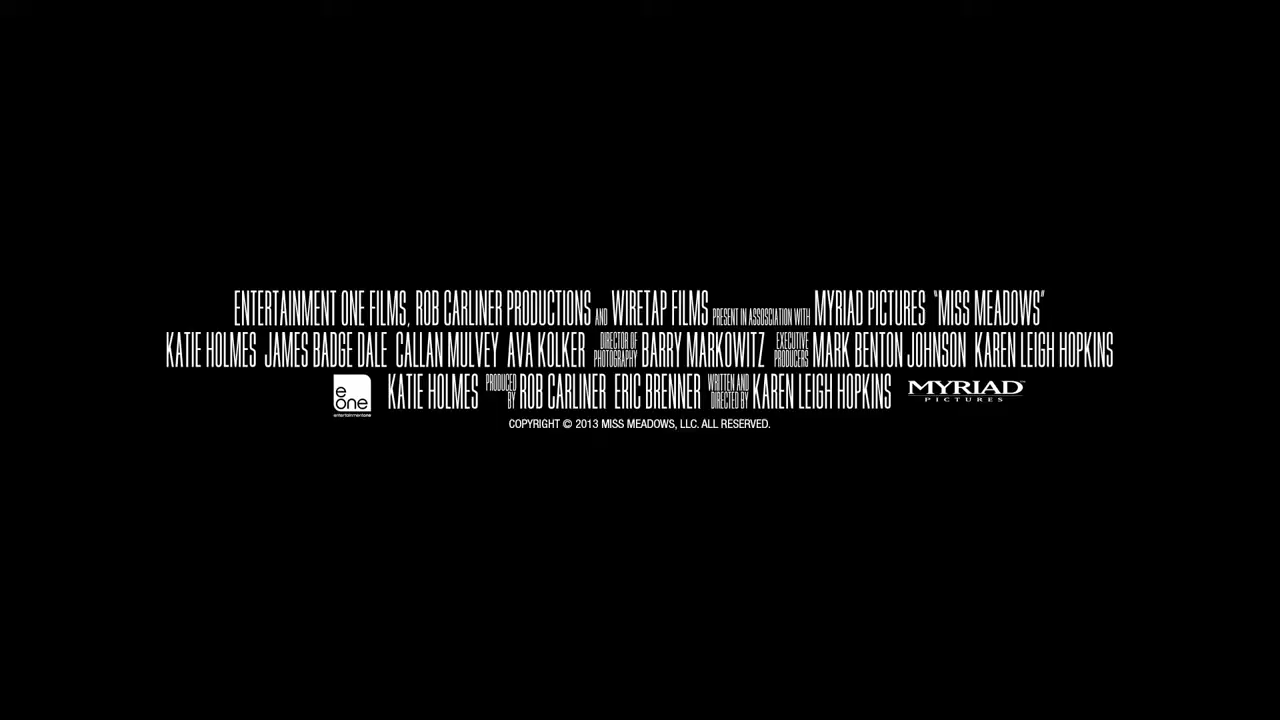 ENTERTAINMENT ONE FILMS, ROB CARLINER PRODUCTIONS AND WIRETAP FILMS PRESENT IN ASSOSCIATION WITH MYRIAD PICTURES "MISS MEADOWS"
KATIE HOLMES JAMES BADGE DALE CALLAN MULVEY AVA KOLKER DIRECTOR OF PHOTOGRAPHY BARRY MARKOWITZ EXECUTIVE PRODUCERS MARK BENTON JOHNSON KAREN LEIGH HOPKINS
e one entertainmentone KATIE HOLMES PRODUCED BY ROB CARLINER ERIC BRENNER WRITTEN AND DIRECTED BY KAREN LEIGH HOPKINS MYRIAD PICTURES
COPYRIGHT © 2013 MISS MEADOWS, LLC. ALL RESERVED.